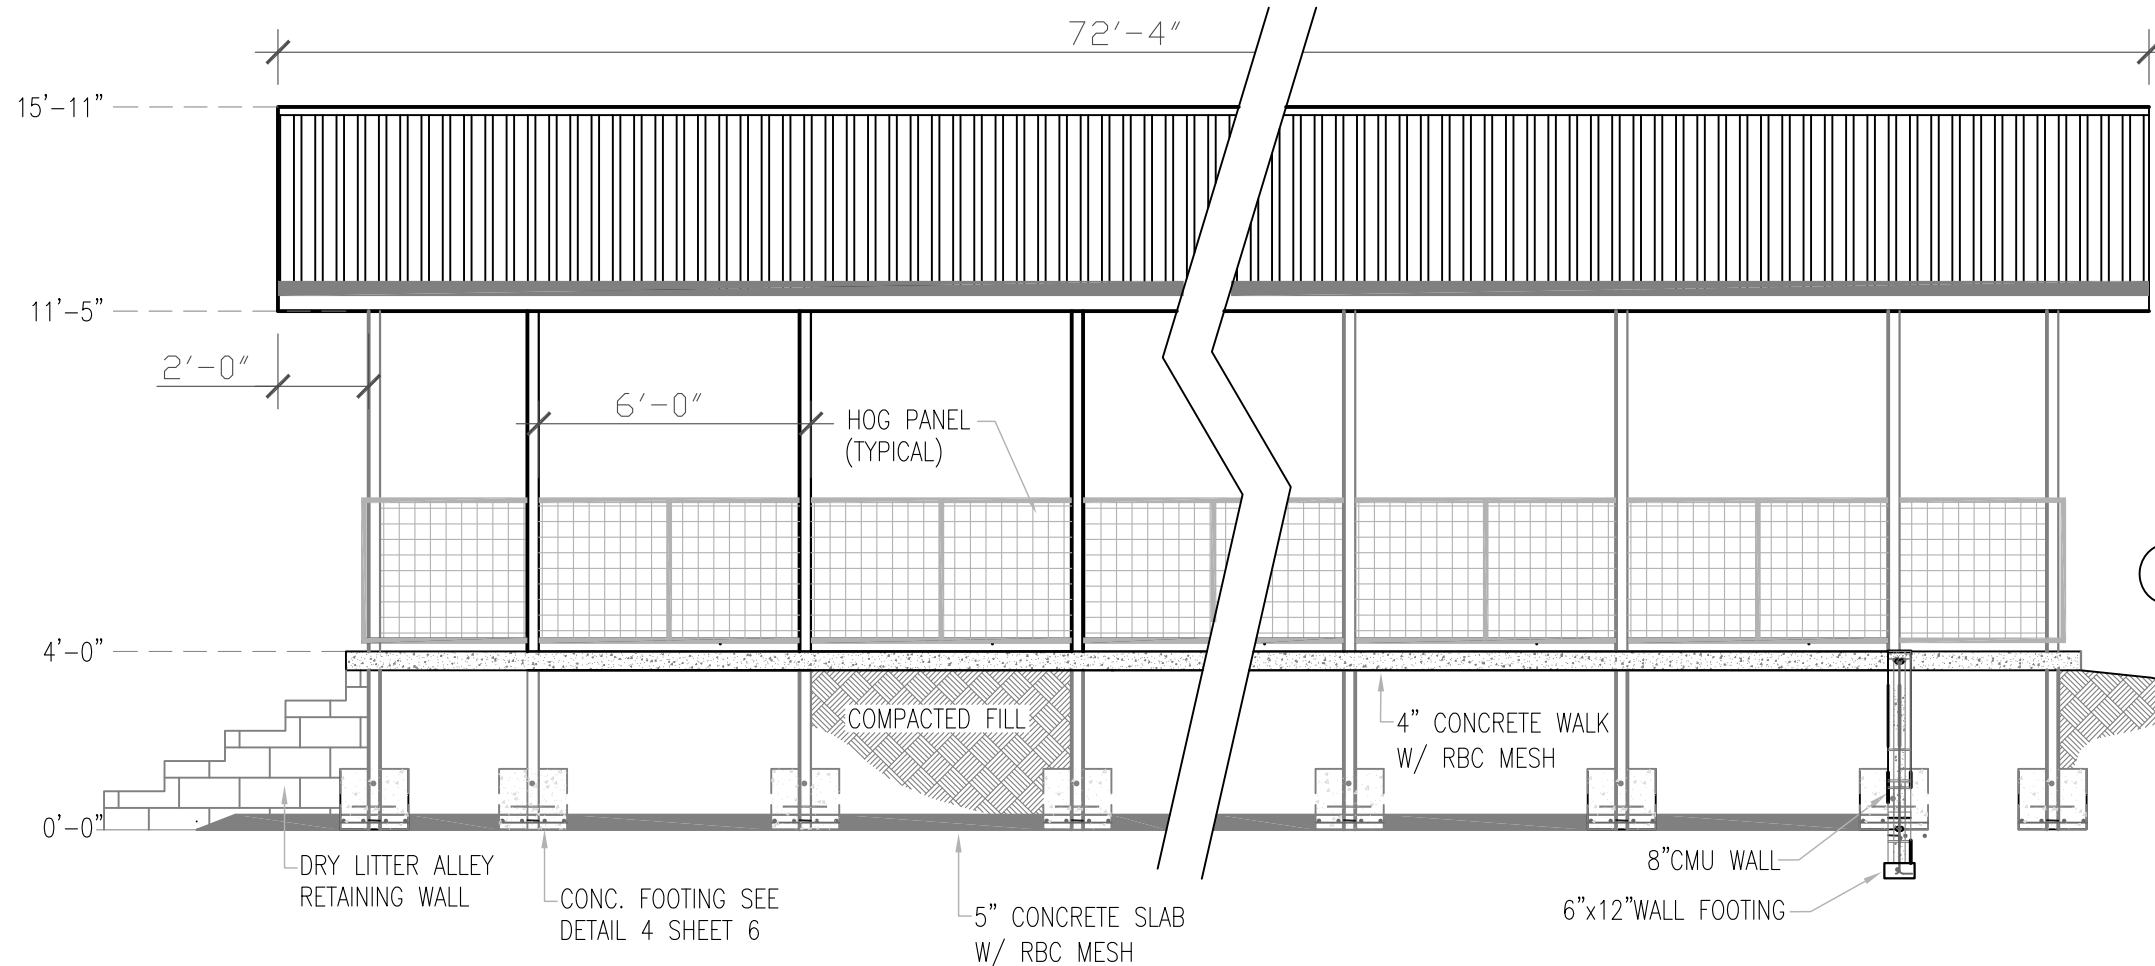 72'-4"
15'-11"
11'-5"
2'-0"
6'-0"
HOG PANEL
(TYPICAL)
4'-0"
COMPACTED FILL
4" CONCRETE WALK
W/ RBC MESH
0'-0"
DRY LITTER ALLEY
RETAINING WALL
CONC. FOOTING SEE
DETAIL 4 SHEET 6
5" CONCRETE SLAB
W/ RBC MESH
8"CMU WALL
6"x12"WALL FOOTING